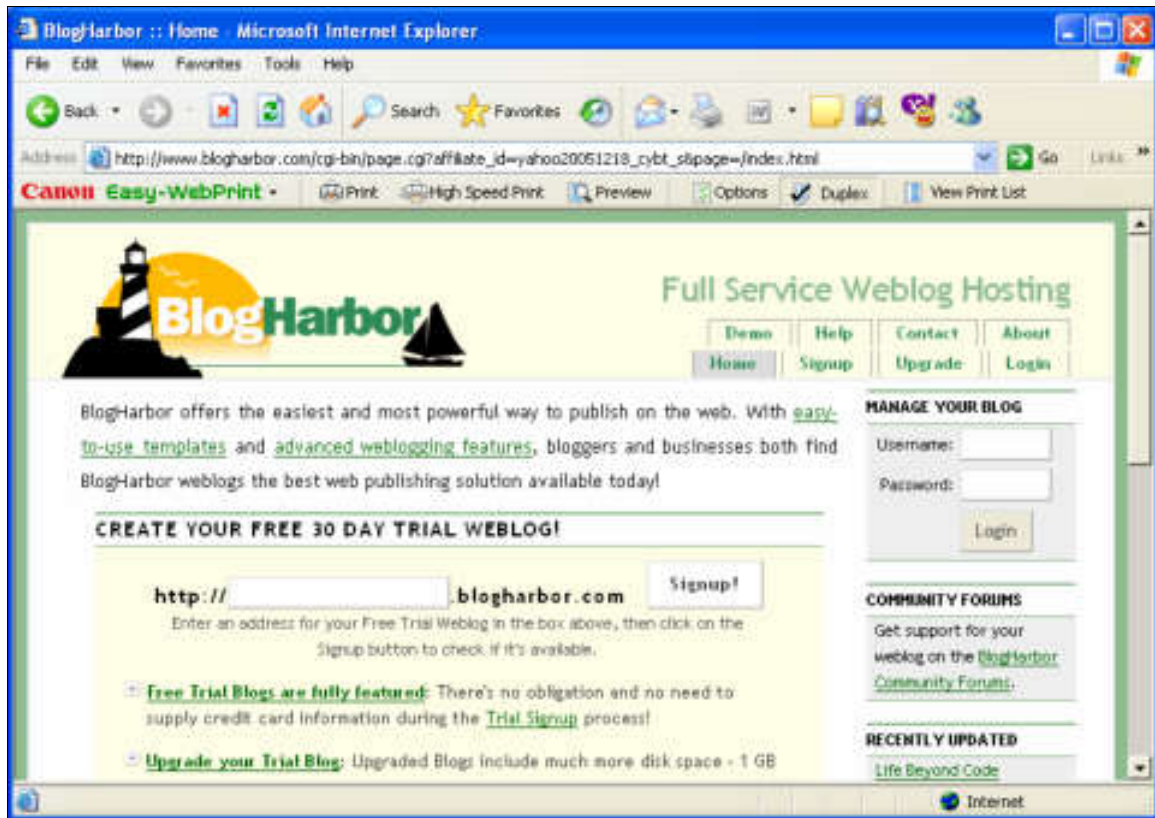 BlogHarbor :: Home - Microsoft Internet Explorer
File Edit View Favorites Tools Help
Back Search Favorites
Address http://www.blogharbor.com/cgi-bin/page.cgi?affiliate_id=yahoo20051218_cybt_s&page=/index.html Go Links »
Canon Easy-WebPrint Print High Speed Print Preview Options Duplex View Print List
BlogHarbor
Full Service Weblog Hosting
Demo Help Contact About
Home Signup Upgrade Login
BlogHarbor offers the easiest and most powerful way to publish on the web. With easy-
to-use templates and advanced weblogging features, bloggers and businesses both find
BlogHarbor weblogs the best web publishing solution available today!
CREATE YOUR FREE 30 DAY TRIAL WEBLOG!
http:// .blogharbor.com Signup!
Enter an address for your Free Trial Weblog in the box above, then click on the
Signup button to check if it's available.
Free Trial Blogs are fully featured: There's no obligation and no need to
supply credit card information during the Trial Signup process!
Upgrade your Trial Blog: Upgraded Blogs include much more disk space - 1 GB
MANAGE YOUR BLOG
Username:
Password:
Login
COMMUNITY FORUMS
Get support for your
weblog on the BlogHarbor
Community Forums.
RECENTLY UPDATED
Life Beyond Code
Internet